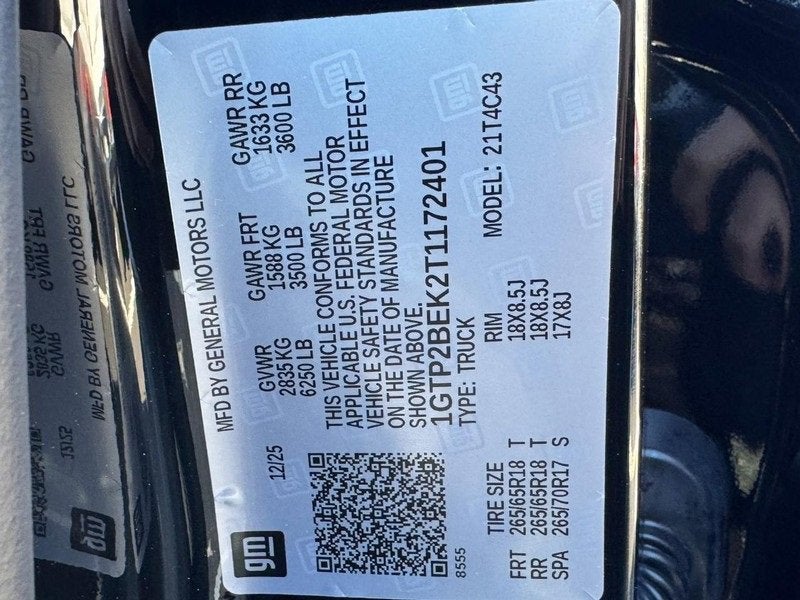 gm
12/25
MFD BY GENERAL MOTORS LLC
GVWR GAWR FRT GAWR RR
2835 KG 1588 KG 1633 KG
6250 LB 3500 LB 3600 LB
THIS VEHICLE CONFORMS TO ALL
APPLICABLE U.S. FEDERAL MOTOR
VEHICLE SAFETY STANDARDS IN EFFECT
ON THE DATE OF MANUFACTURE
SHOWN ABOVE.
1GTP2BEK2T1172401
TYPE: TRUCK MODEL: 21T4C43
8555
TIRE SIZE RIM
FRT 265/65R18 T 18X8.5J
RR 265/65R18 T 18X8.5J
SPA 265/70R17 S 17X8J